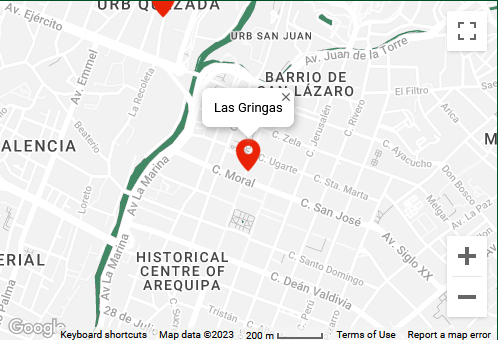 URB QUEZADA
Av. Ejército
URB SAN JUAN
Av. Juan de la Torre
La Recoleta
Av. Emmel
BARRIO DE
SAN LÁZARO
El Filtro
Arica
Las Gringas
C. Rivero
C. Jerusalén
Beaterio
C. Zela
ALENCIA
C. Ugarte
C. Ayacucho
Av La Marina
C. Moral
C. Sta. Marta
Don Bosco
Loreto
Melgar
Av. La Paz
C. San José
Av La Marina
Av. Siglo XX
HISTORICAL
CENTRE OF
AREQUIPA
ERIAL
C. Santo Domingo
La Palma
C. Deán Valdivia
28 de Julio
C. Perú
Google
Keyboard shortcuts
Map data ©2023
200 m
Terms of Use
Report a map error